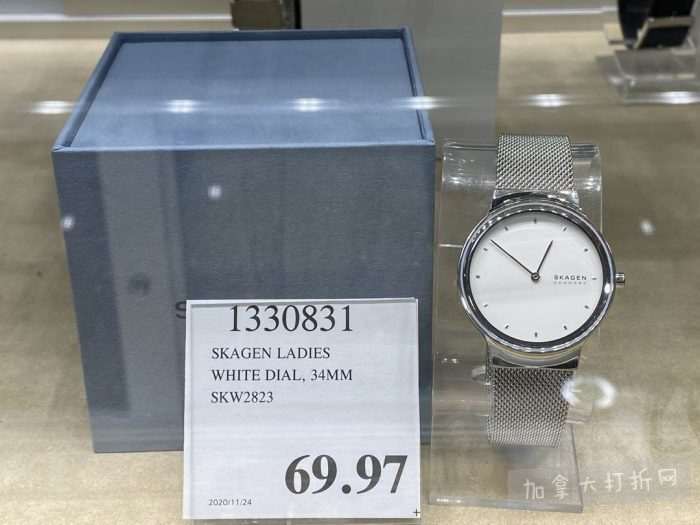 SKAGEN
DENMARK
1330831
SKAGEN LADIES
WHITE DIAL, 34MM
SKW2823
69.97
2020/11/24
加拿大打折网